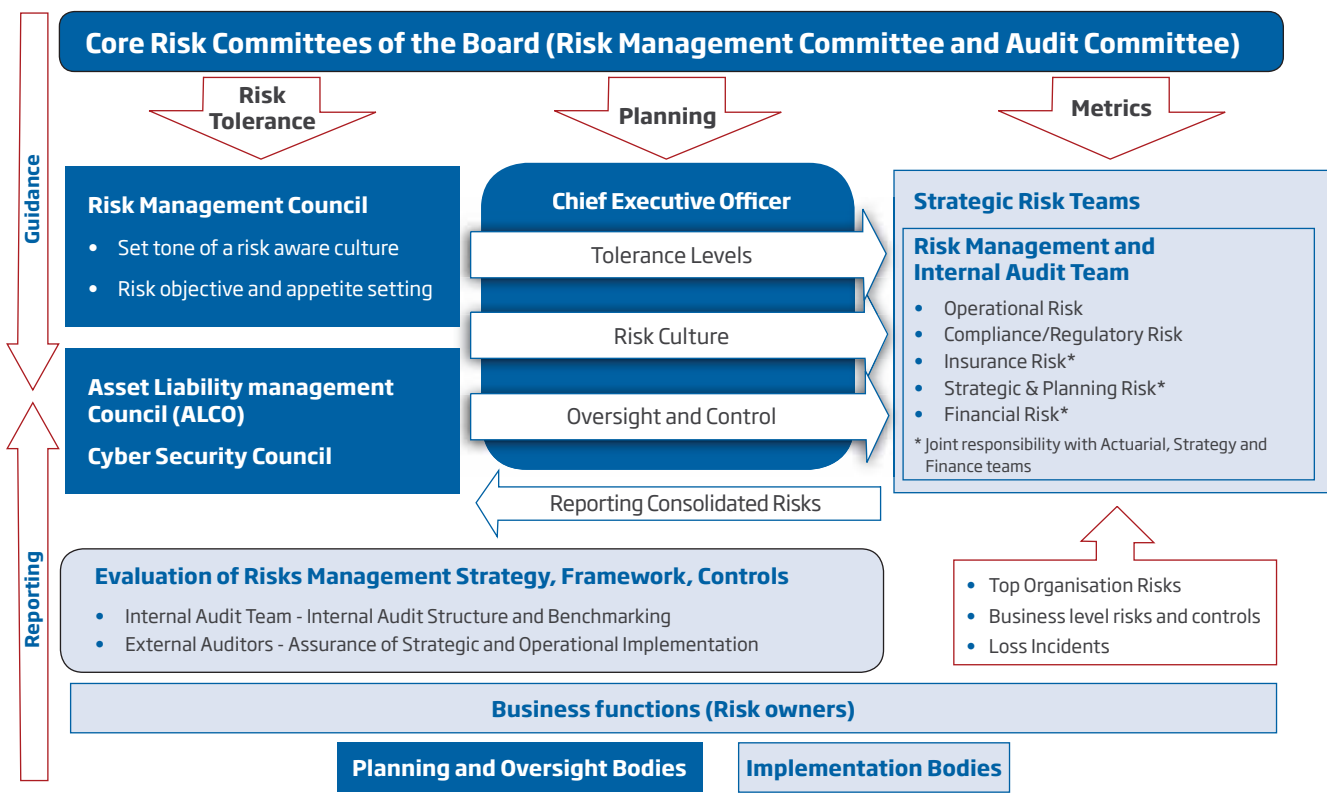 Core Risk Committees of the Board (Risk Management Committee and Audit Committee)
Risk
Tolerance
Planning
Metrics
Guidance
Risk Management Council
• Set tone of a risk aware culture
• Risk objective and appetite setting
Asset Liability management
Council (ALCO)
Cyber Security Council
Chief Executive Officer
Tolerance Levels
Risk Culture
Oversight and Control
Reporting Consolidated Risks
Strategic Risk Teams
Risk Management and
Internal Audit Team
• Operational Risk
• Compliance/Regulatory Risk
• Insurance Risk*
• Strategic & Planning Risk*
• Financial Risk*
* Joint responsibility with Actuarial, Strategy and
Finance teams
Reporting
Evaluation of Risks Management Strategy, Framework, Controls
• Internal Audit Team - Internal Audit Structure and Benchmarking
• External Auditors - Assurance of Strategic and Operational Implementation
• Top Organisation Risks
• Business level risks and controls
• Loss Incidents
Business functions (Risk owners)
Planning and Oversight Bodies
Implementation Bodies